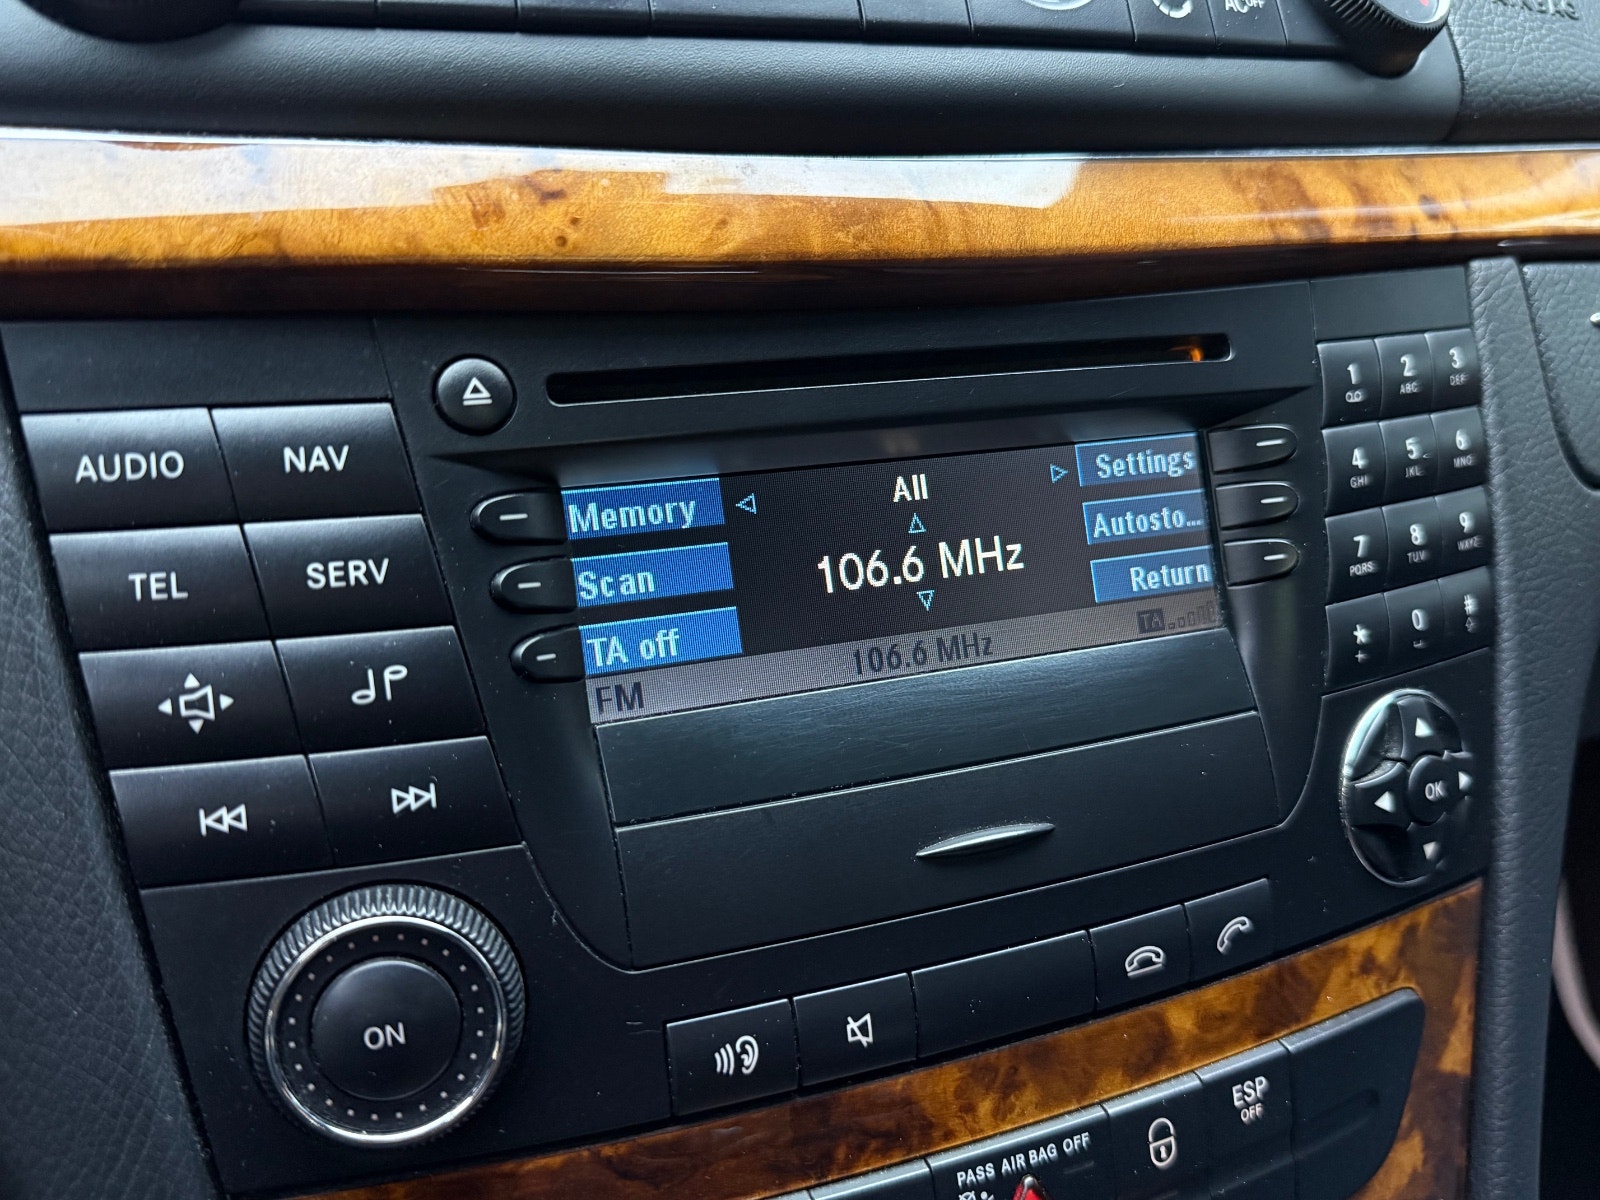 AC OFF
AUDIO
NAV
TEL
SERV
ON
Memory
Scan
TA off
All
106.6 MHz
Settings
Autosto...
Return
FM
106.6 MHz
TA
1
2
ABC
3
DEF
4
GHI
5
JKL
6
MNO
7
PQRS
8
TUV
9
WXYZ
*
+
0
#
OK
ESP
OFF
PASS AIR BAG OFF